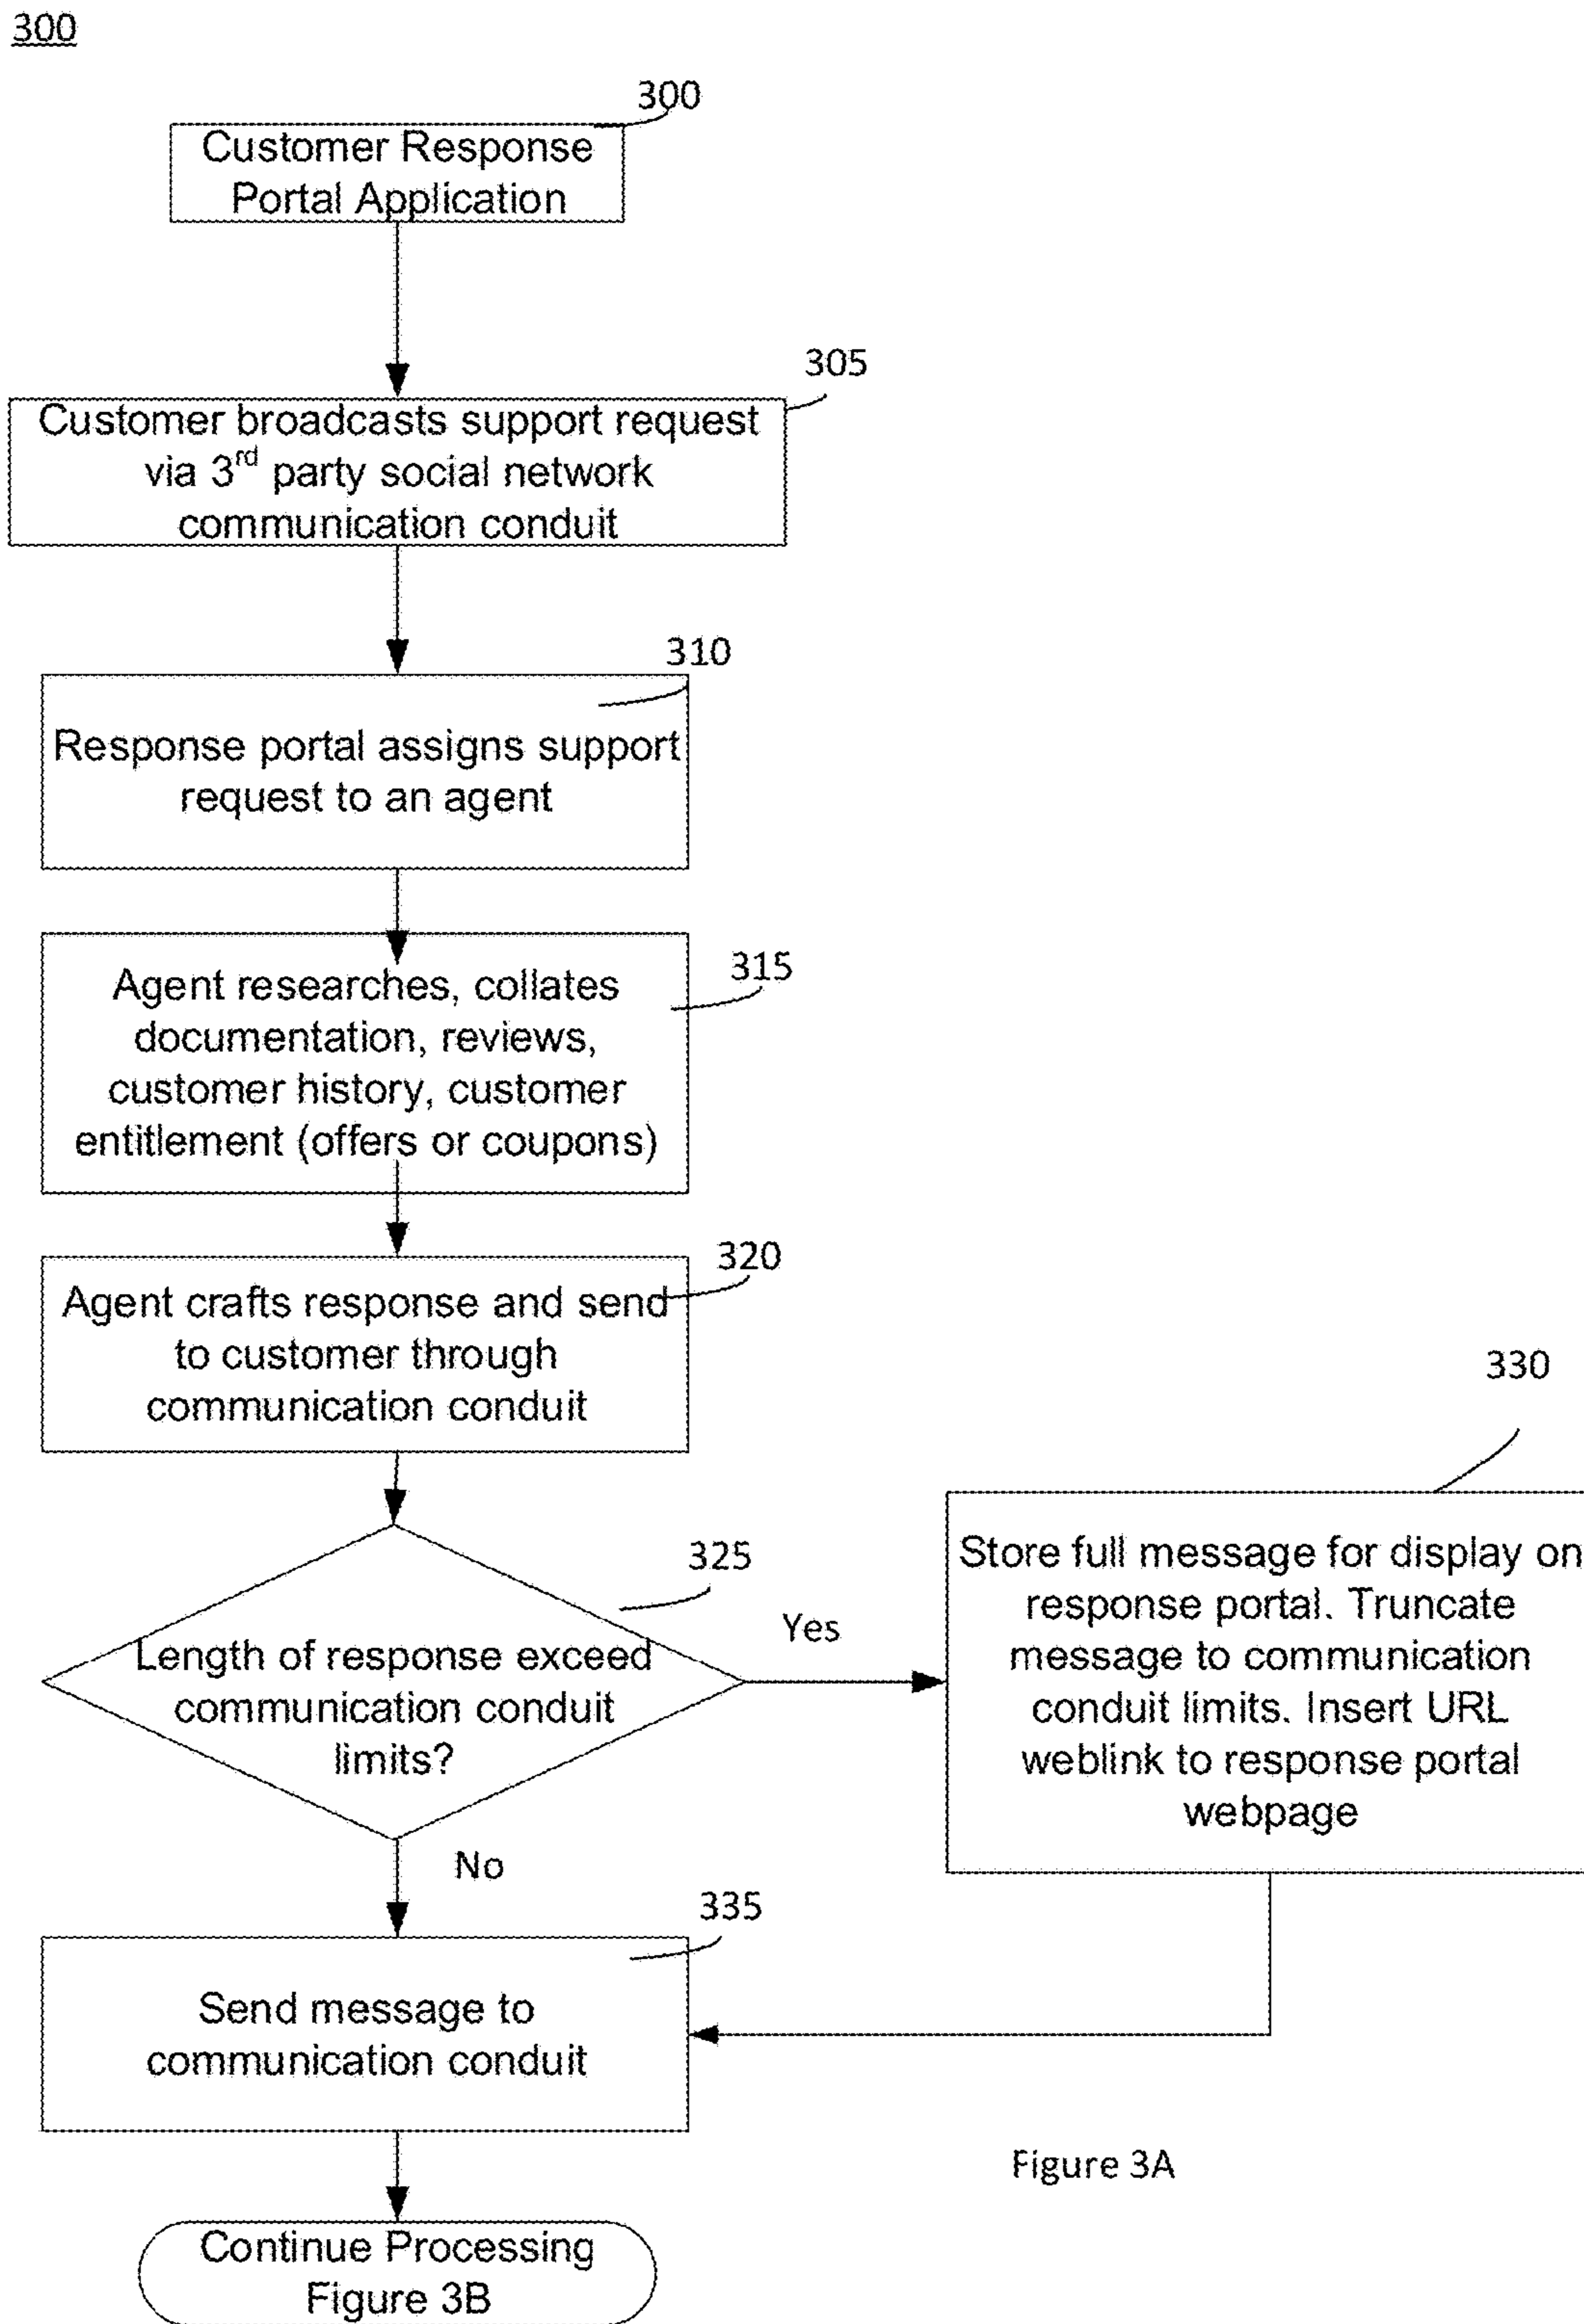 300
300
Customer Response
Portal Application
305
Customer broadcasts support request
via 3rd party social network
communication conduit
310
Response portal assigns support
request to an agent
315
Agent researches, collates
documentation, reviews,
customer history, customer
entitlement (offers or coupons)
320
Agent crafts response and send
to customer through
communication conduit
325
Length of response exceed
communication conduit
limits?
Yes
330
Store full message for display on
response portal. Truncate
message to communication
conduit limits. Insert URL
weblink to response portal
webpage
No
335
Send message to
communication conduit
Figure 3A
Continue Processing
Figure 3B